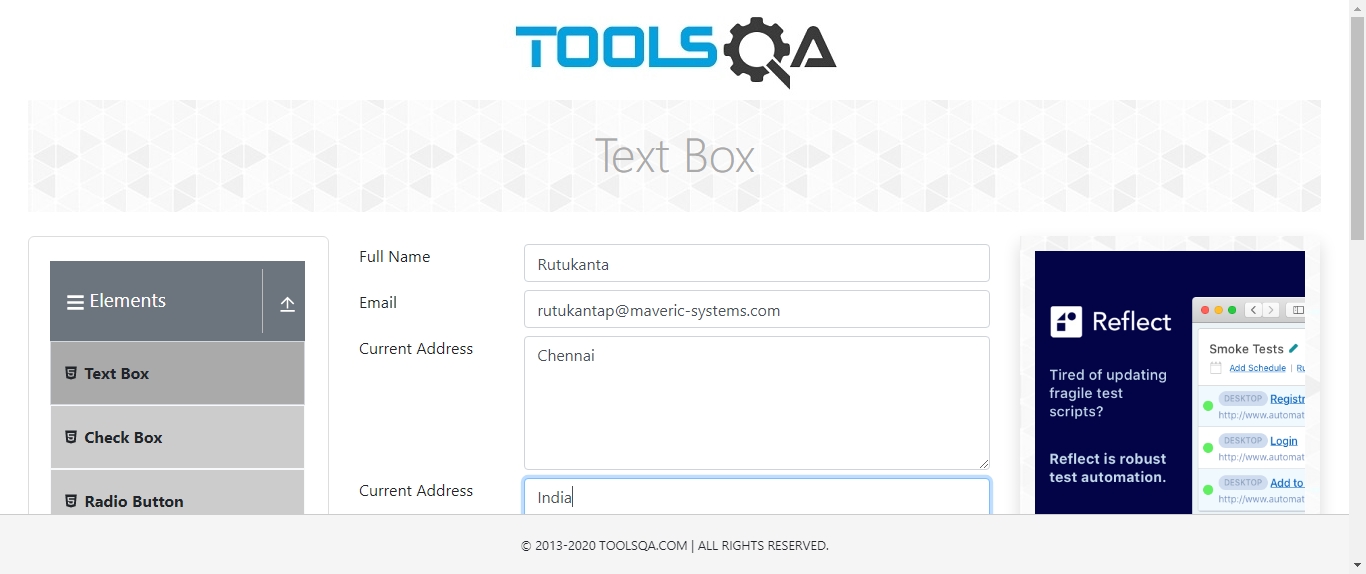 TOOLSQA
Text Box
Elements
Text Box
Check Box
Radio Button
Full Name
Rutukanta
Email
rutukantap@maveric-systems.com
Current Address
Chennai
Current Address
India
Reflect
Tired of updating
fragile test
scripts?
Reflect is robust
test automation.
Smoke Tests
Add Schedule | Ru
DESKTOP Registr
http://www.automat
DESKTOP Login
http://www.automat
DESKTOP Add to
http://www.automat
© 2013-2020 TOOLSQA.COM | ALL RIGHTS RESERVED.